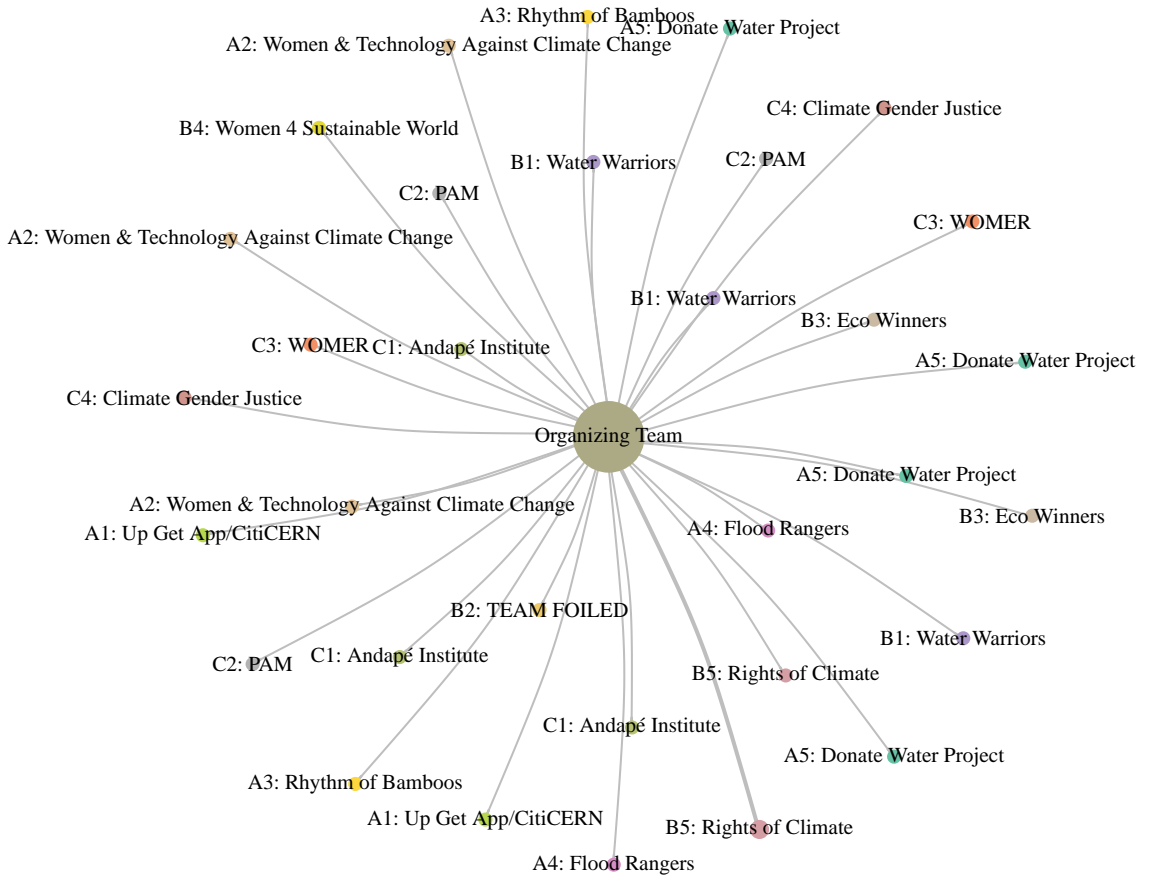 A3: Rhythm of Bamboos
A5: Donate Water Project
A2: Women & Technology Against Climate Change
C4: Climate Gender Justice
B4: Women 4 Sustainable World
B1: Water Warriors
C2: PAM
C2: PAM
C3: WOMER
A2: Women & Technology Against Climate Change
B1: Water Warriors
B3: Eco Winners
C3: WOMER
C1: Andapé Institute
A5: Donate Water Project
C4: Climate Gender Justice
Organizing Team
A5: Donate Water Project
A2: Women & Technology Against Climate Change
B3: Eco Winners
A4: Flood Rangers
A1: Up Get App/CitiCERN
B2: TEAM FOILED
B1: Water Warriors
C1: Andapé Institute
C2: PAM
B5: Rights of Climate
C1: Andapé Institute
A5: Donate Water Project
A3: Rhythm of Bamboos
A1: Up Get App/CitiCERN
B5: Rights of Climate
A4: Flood Rangers